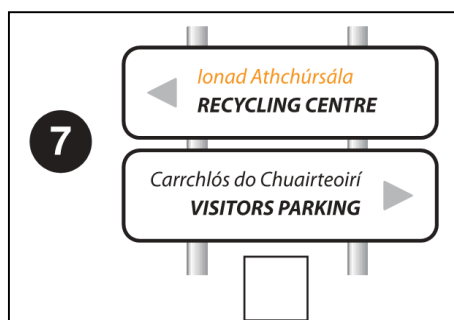 7
Ionad Athchúrsála
RECYCLING CENTRE
Carrchlós do Chuairteoirí
VISITORS PARKING